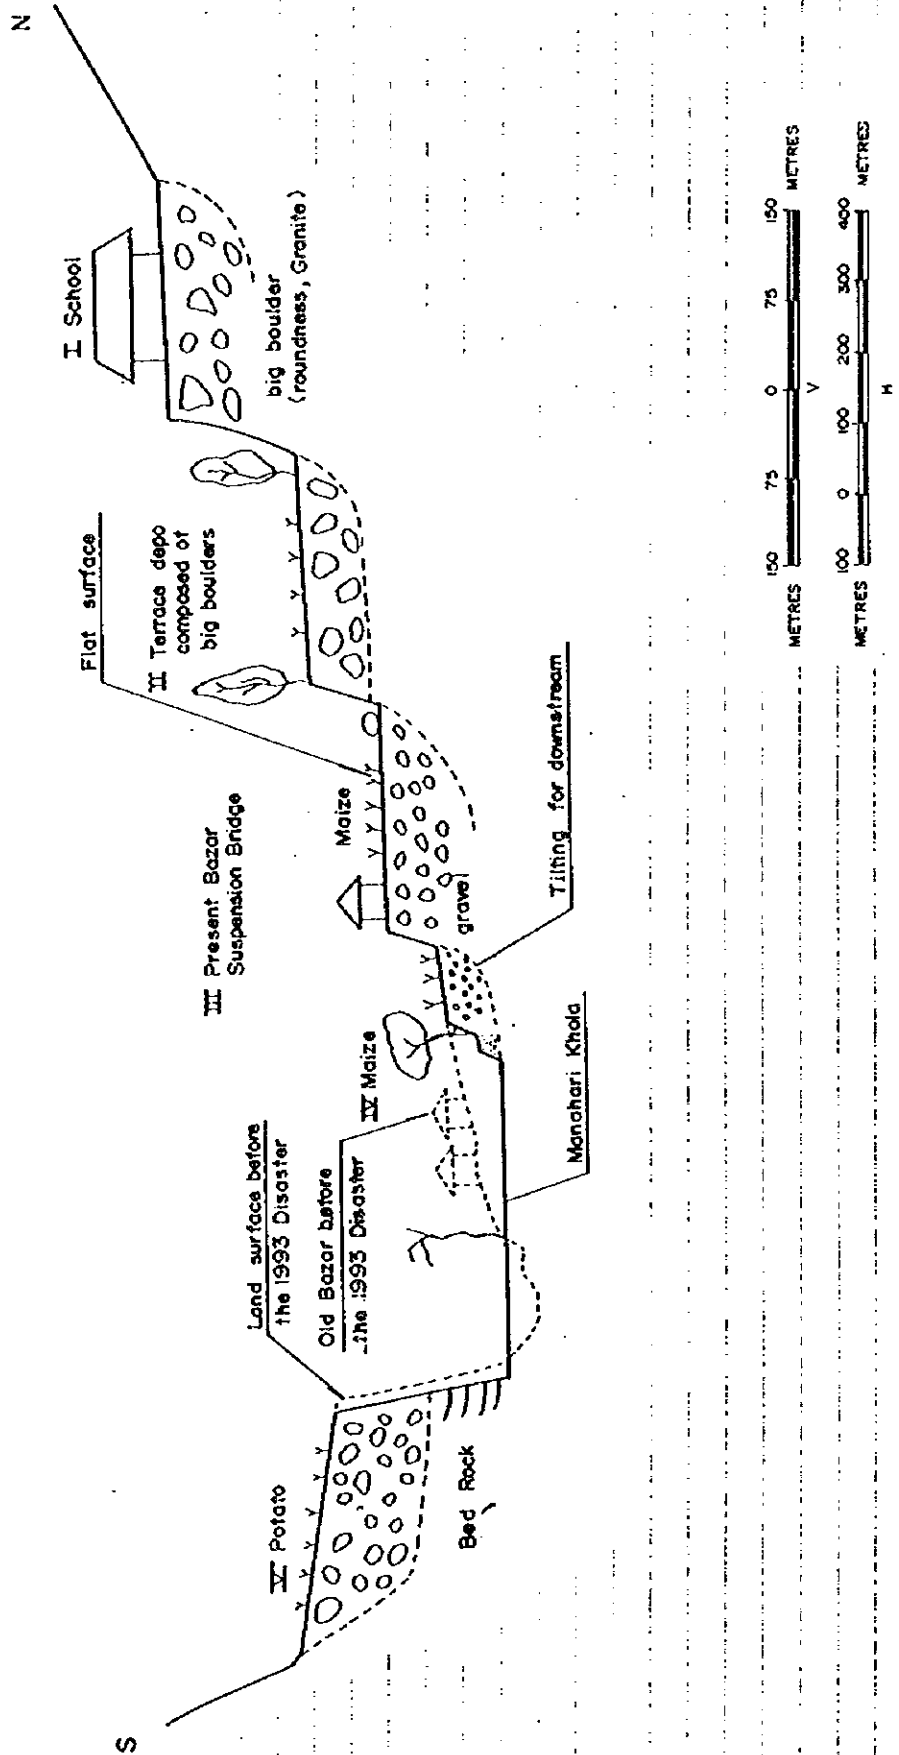 S
N
I School
Flat surface
II Terrace depo
composed of
big boulders
big boulder
(roundness, Granite)
III Present Bazar
Suspension Bridge
Maize
gravel
Tilting for downstream
IV Maize
Manahari Khola
Land surface before
the 1993 Disaster
Old Bazar before
the 1993 Disaster
V Potato
Bed Rock
METRES 150 75 0 75 150 METRES
V
METRES 100 0 100 200 300 400 METRES
H